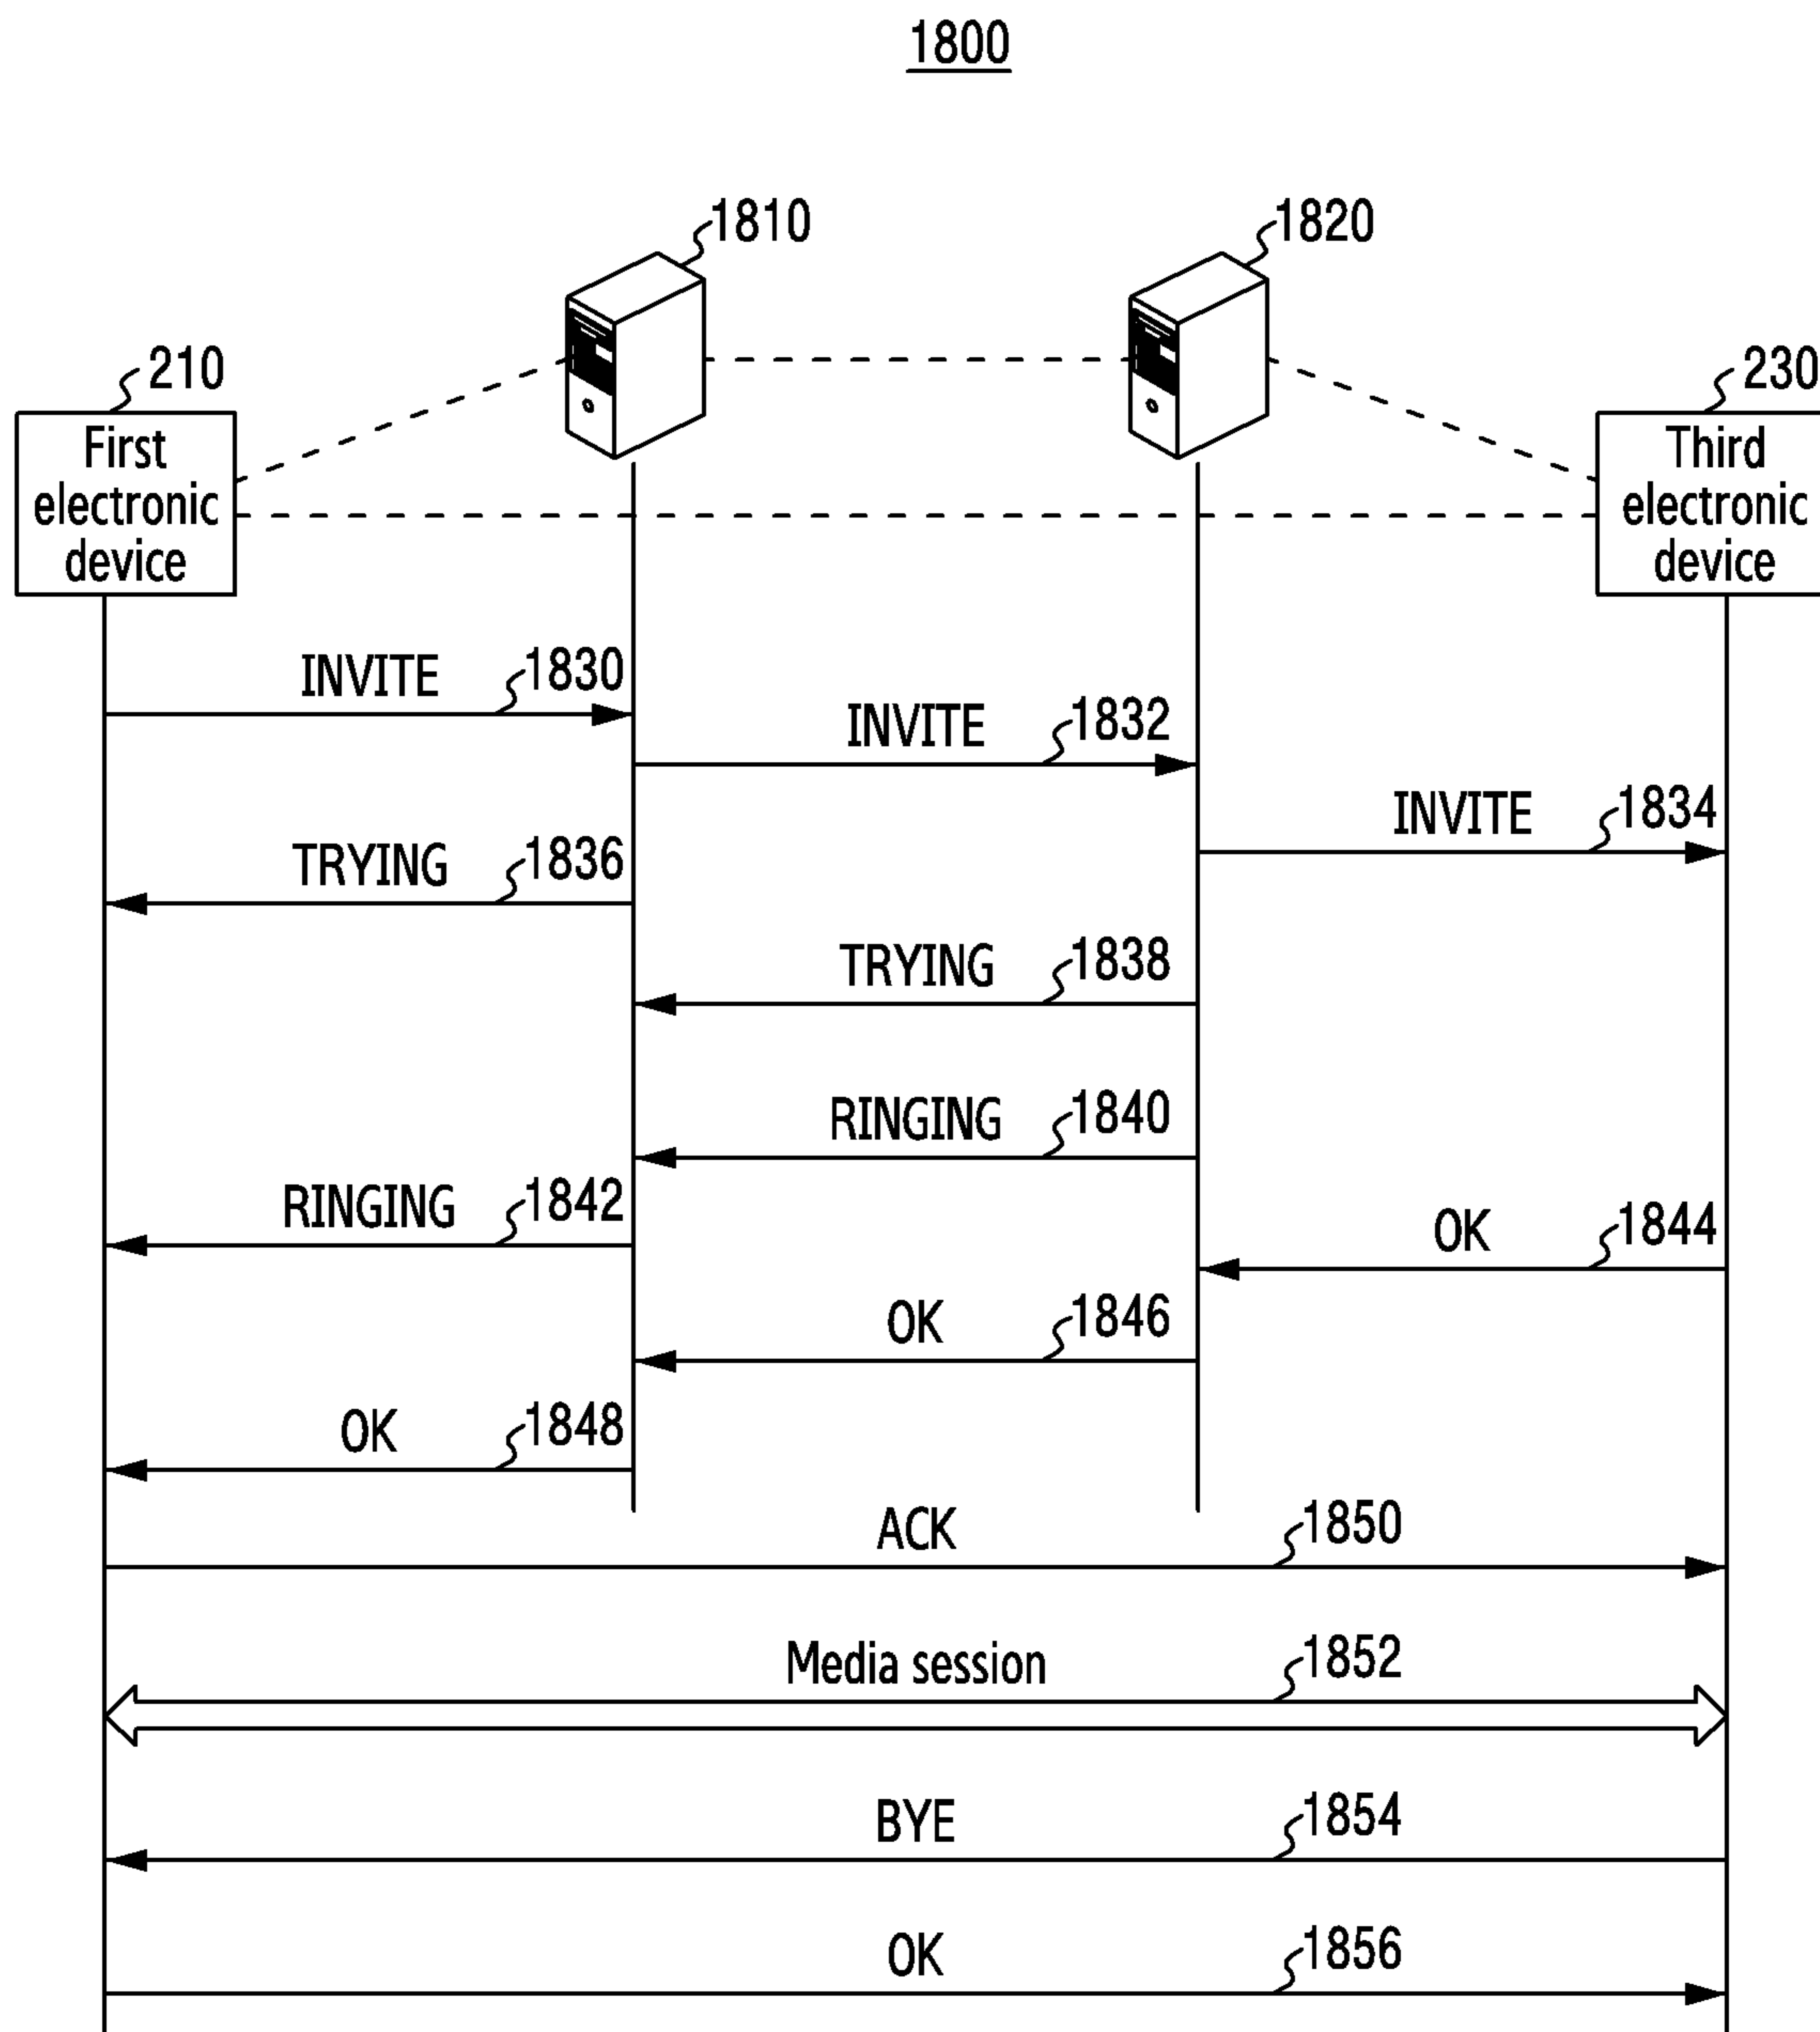 1800
1810
1820
210
230
First
electronic
device
Third
electronic
device
INVITE
1830
INVITE
1832
INVITE
1834
TRYING
1836
TRYING
1838
RINGING
1840
RINGING
1842
OK
1844
OK
1846
OK
1848
ACK
1850
Media session
1852
BYE
1854
OK
1856